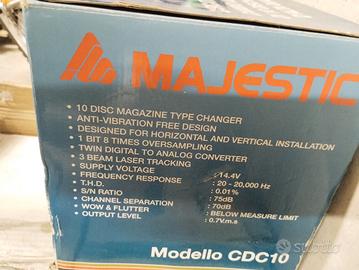 MAJESTIC
• 10 DISC MAGAZINE TYPE CHANGER
• ANTI-VIBRATION FREE DESIGN
• DESIGNED FOR HORIZONTAL AND VERTICAL INSTALLATION
• 1 BIT 8 TIMES OVERSAMPLING
• TWIN DIGITAL TO ANALOG CONVERTER
• 3 BEAM LASER TRACKING
• SUPPLY VOLTAGE : 14.4V
• FREQUENCY RESPONSE : 20 - 20,000 Hz
• T.H.D. : 0.01%
• S/N RATIO : 75dB
• CHANNEL SEPARATION : 70dB
• WOW & FLUTTER : BELOW MEASURE LIMIT
• OUTPUT LEVEL : 0.7V.m.s
Modello CDC10
subito